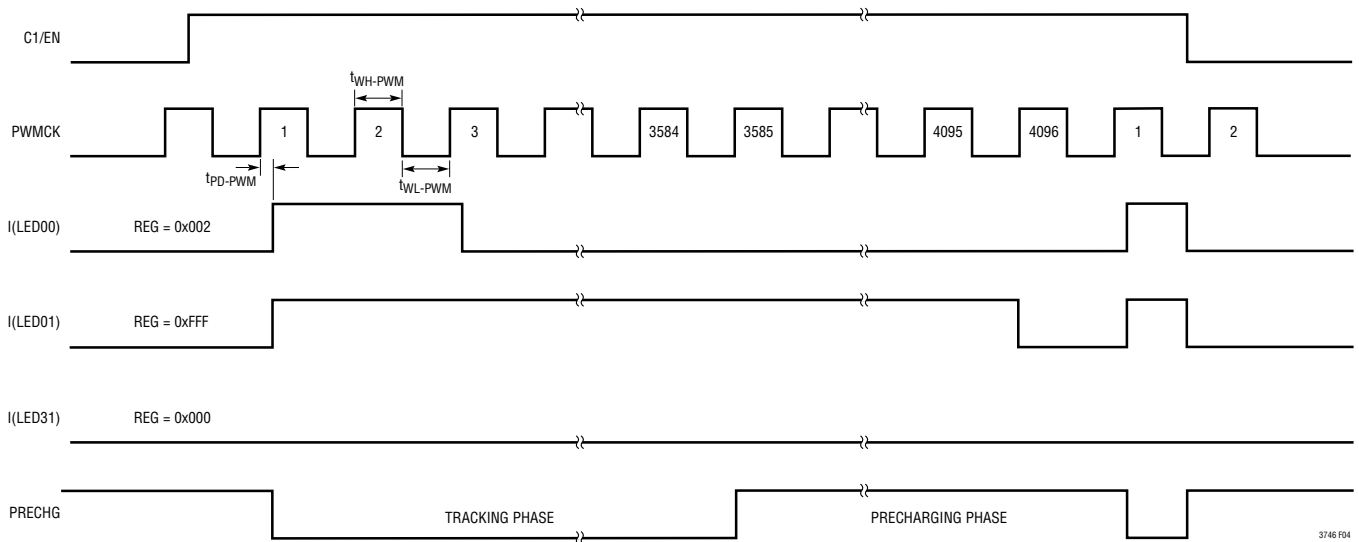 C1/EN
tWH-PWM
PWMCK
1 2 3 3584 3585 4095 4096 1 2
tPD-PWM
tWL-PWM
I(LED00) REG = 0x002
I(LED01) REG = 0xFFF
I(LED31) REG = 0x000
PRECHG TRACKING PHASE PRECHARGING PHASE
3746 F04